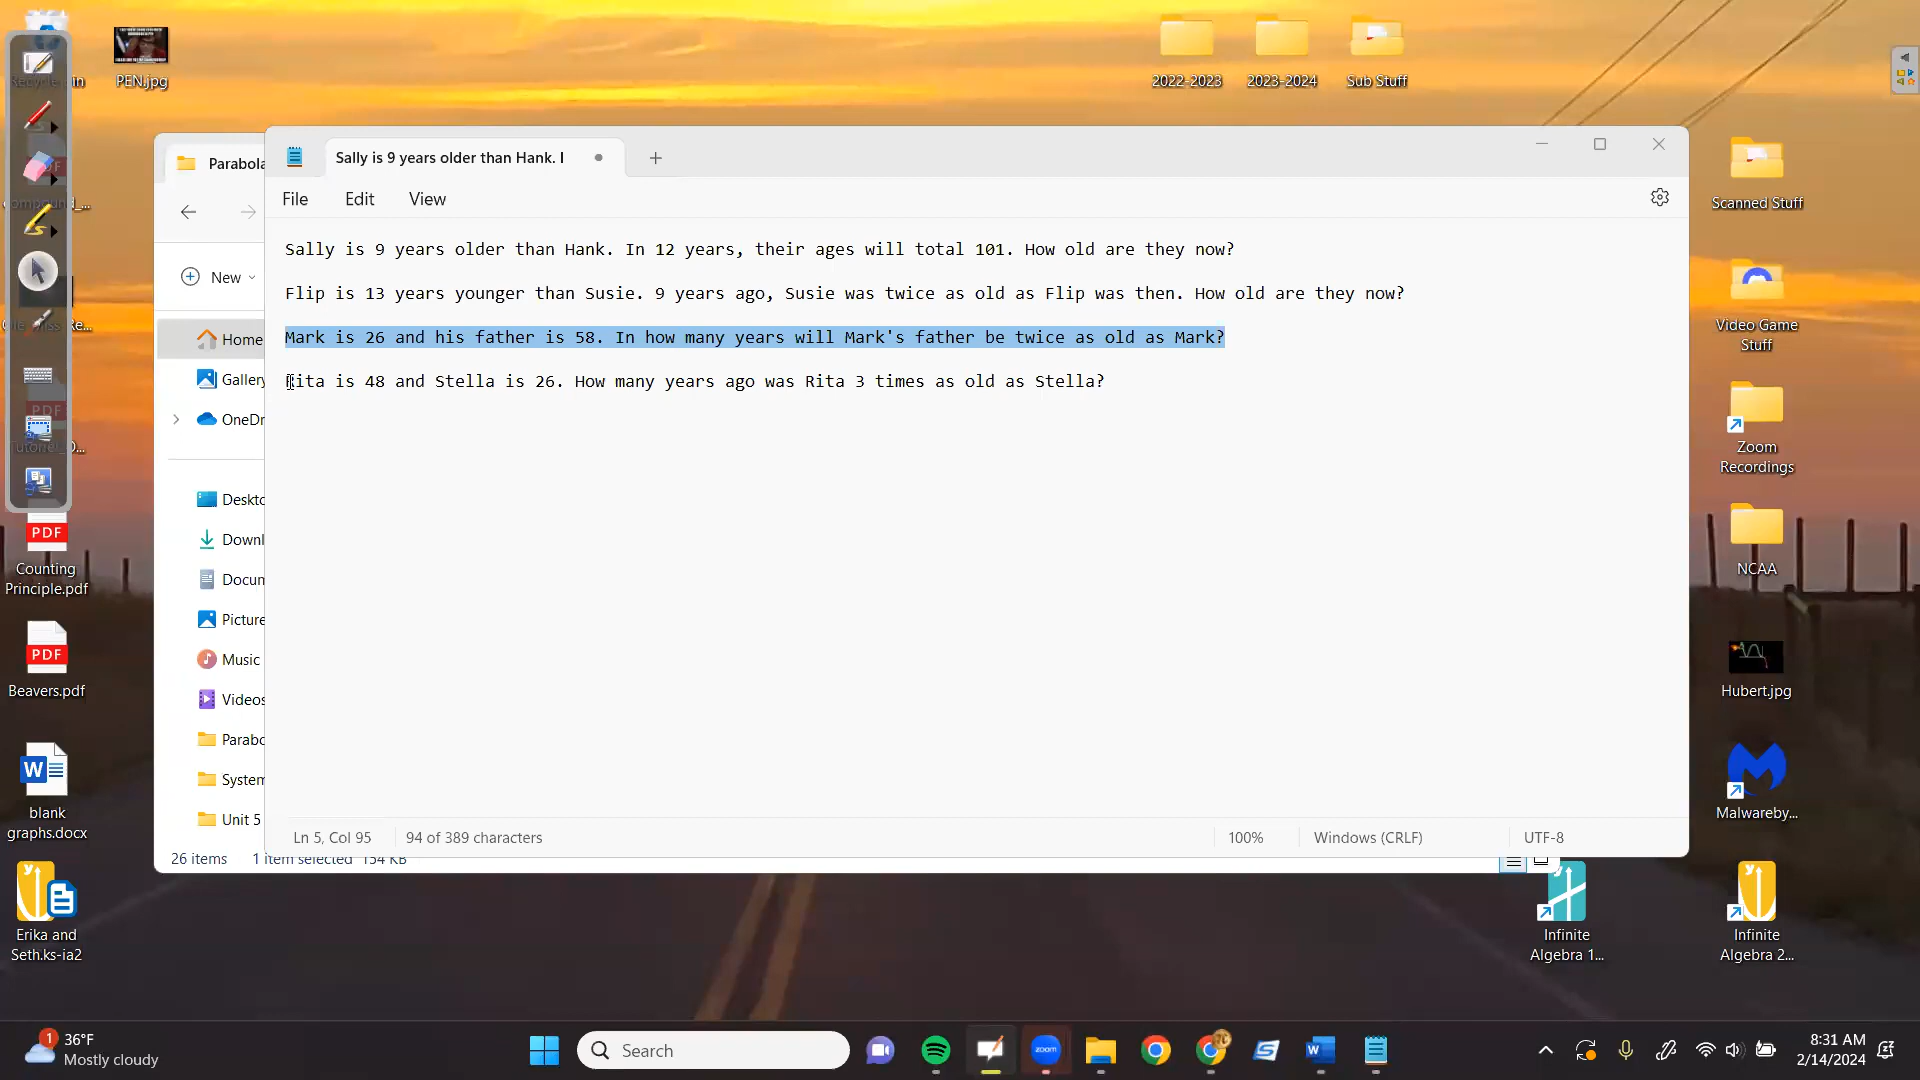 Recycle Bin
PEN.jpg
2022-2023
2023-2024
Sub Stuff
Parabola
Sally is 9 years older than Hank. I
File
Edit
View
Sally is 9 years older than Hank. In 12 years, their ages will total 101. How old are they now?
Flip is 13 years younger than Susie. 9 years ago, Susie was twice as old as Flip was then. How old are they now?
Mark is 26 and his father is 58. In how many years will Mark's father be twice as old as Mark?
Rita is 48 and Stella is 26. How many years ago was Rita 3 times as old as Stella?
New
Home
Gallery
OneDr
Deskto
Downl
Docum
Picture
Music
Videos
Parabo
System
Unit 5
26 items
1 item selected
154 KB
Ln 5, Col 95
94 of 389 characters
100%
Windows (CRLF)
UTF-8
PDF
Counting
Principle.pdf
PDF
Beavers.pdf
W
blank
graphs.docx
Erika and
Seth.ks-ia2
Scanned Stuff
Video Game
Stuff
Zoom
Recordings
NCAA
Hubert.jpg
Malwareby...
Infinite
Algebra 1...
Infinite
Algebra 2...
1
36°F
Mostly cloudy
Search
zoom
8:31 AM
2/14/2024